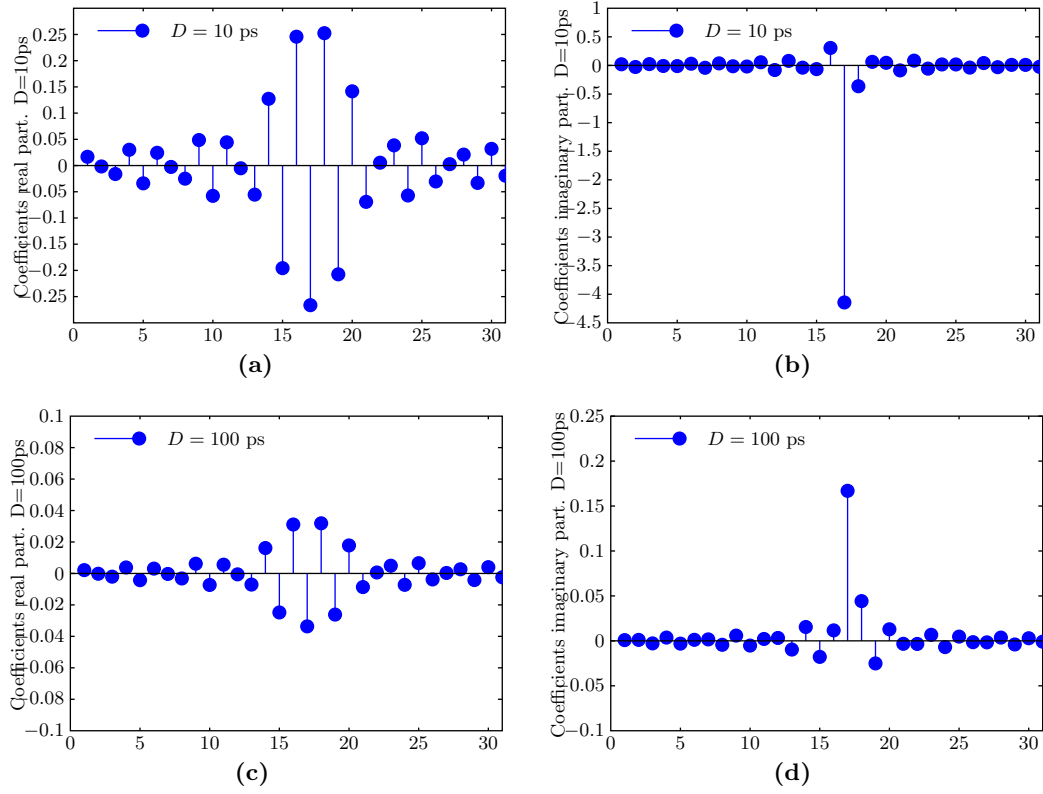 Coefficients real part. D=10ps
D = 10 ps
0.25
0.2
0.15
0.1
0.05
0
−0.05
−0.1
−0.15
−0.2
−0.25
0 5 10 15 20 25 30
(a)
Coefficients imaginary part. D=10ps
D = 10 ps
1
0.5
0
−0.5
−1
−1.5
−2
−2.5
−3
−3.5
−4
−4.5
0 5 10 15 20 25 30
(b)
Coefficients real part. D=100ps
D = 100 ps
0.1
0.08
0.06
0.04
0.02
0
−0.02
−0.04
−0.06
−0.08
−0.1
0 5 10 15 20 25 30
(c)
Coefficients imaginary part. D=100ps
D = 100 ps
0.25
0.2
0.15
0.1
0.05
0
−0.05
−0.1
0 5 10 15 20 25 30
(d)